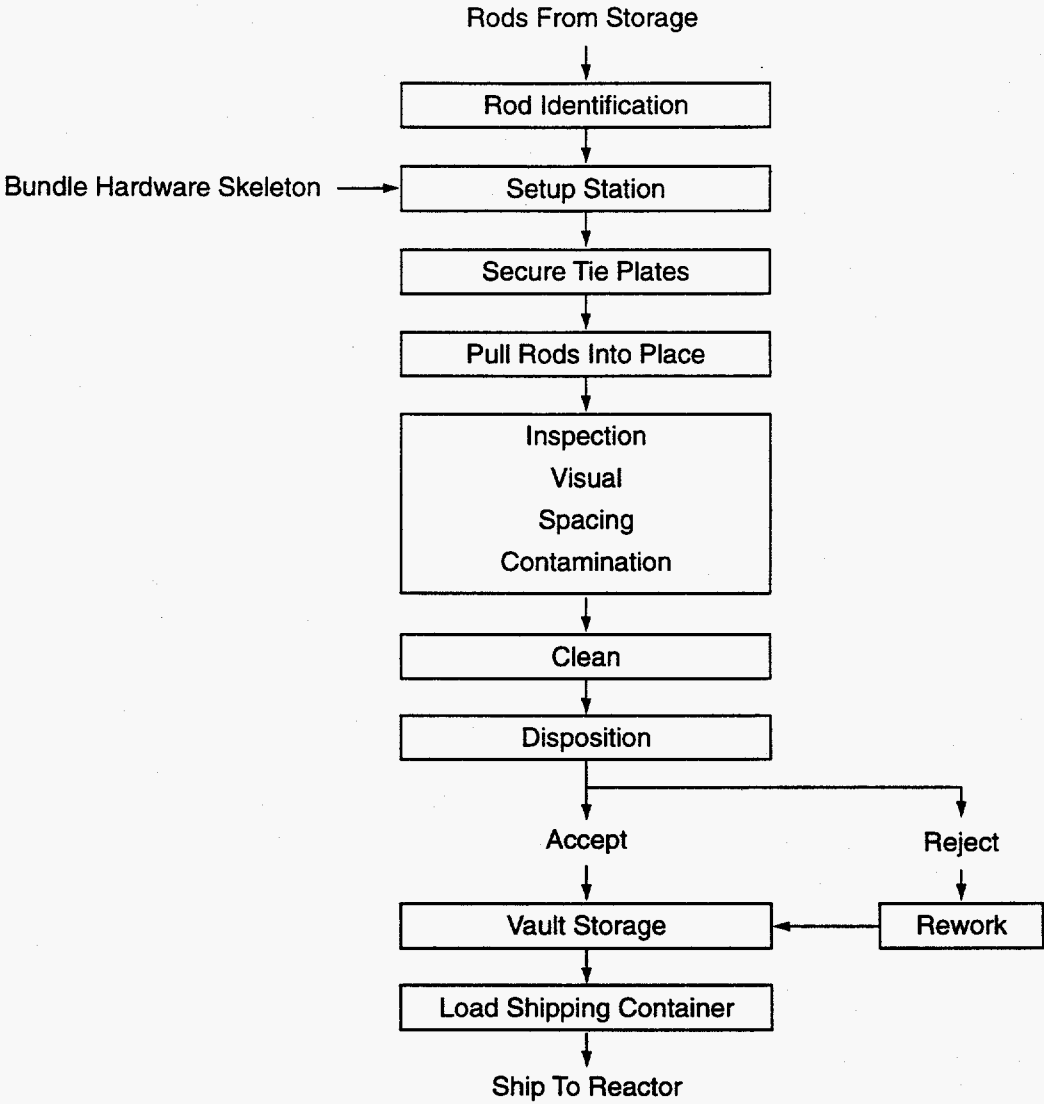 Rods From Storage
Rod Identification
Bundle Hardware Skeleton
Setup Station
Secure Tie Plates
Pull Rods Into Place
Inspection
Visual
Spacing
Contamination
Clean
Disposition
Accept
Reject
Vault Storage
Rework
Load Shipping Container
Ship To Reactor